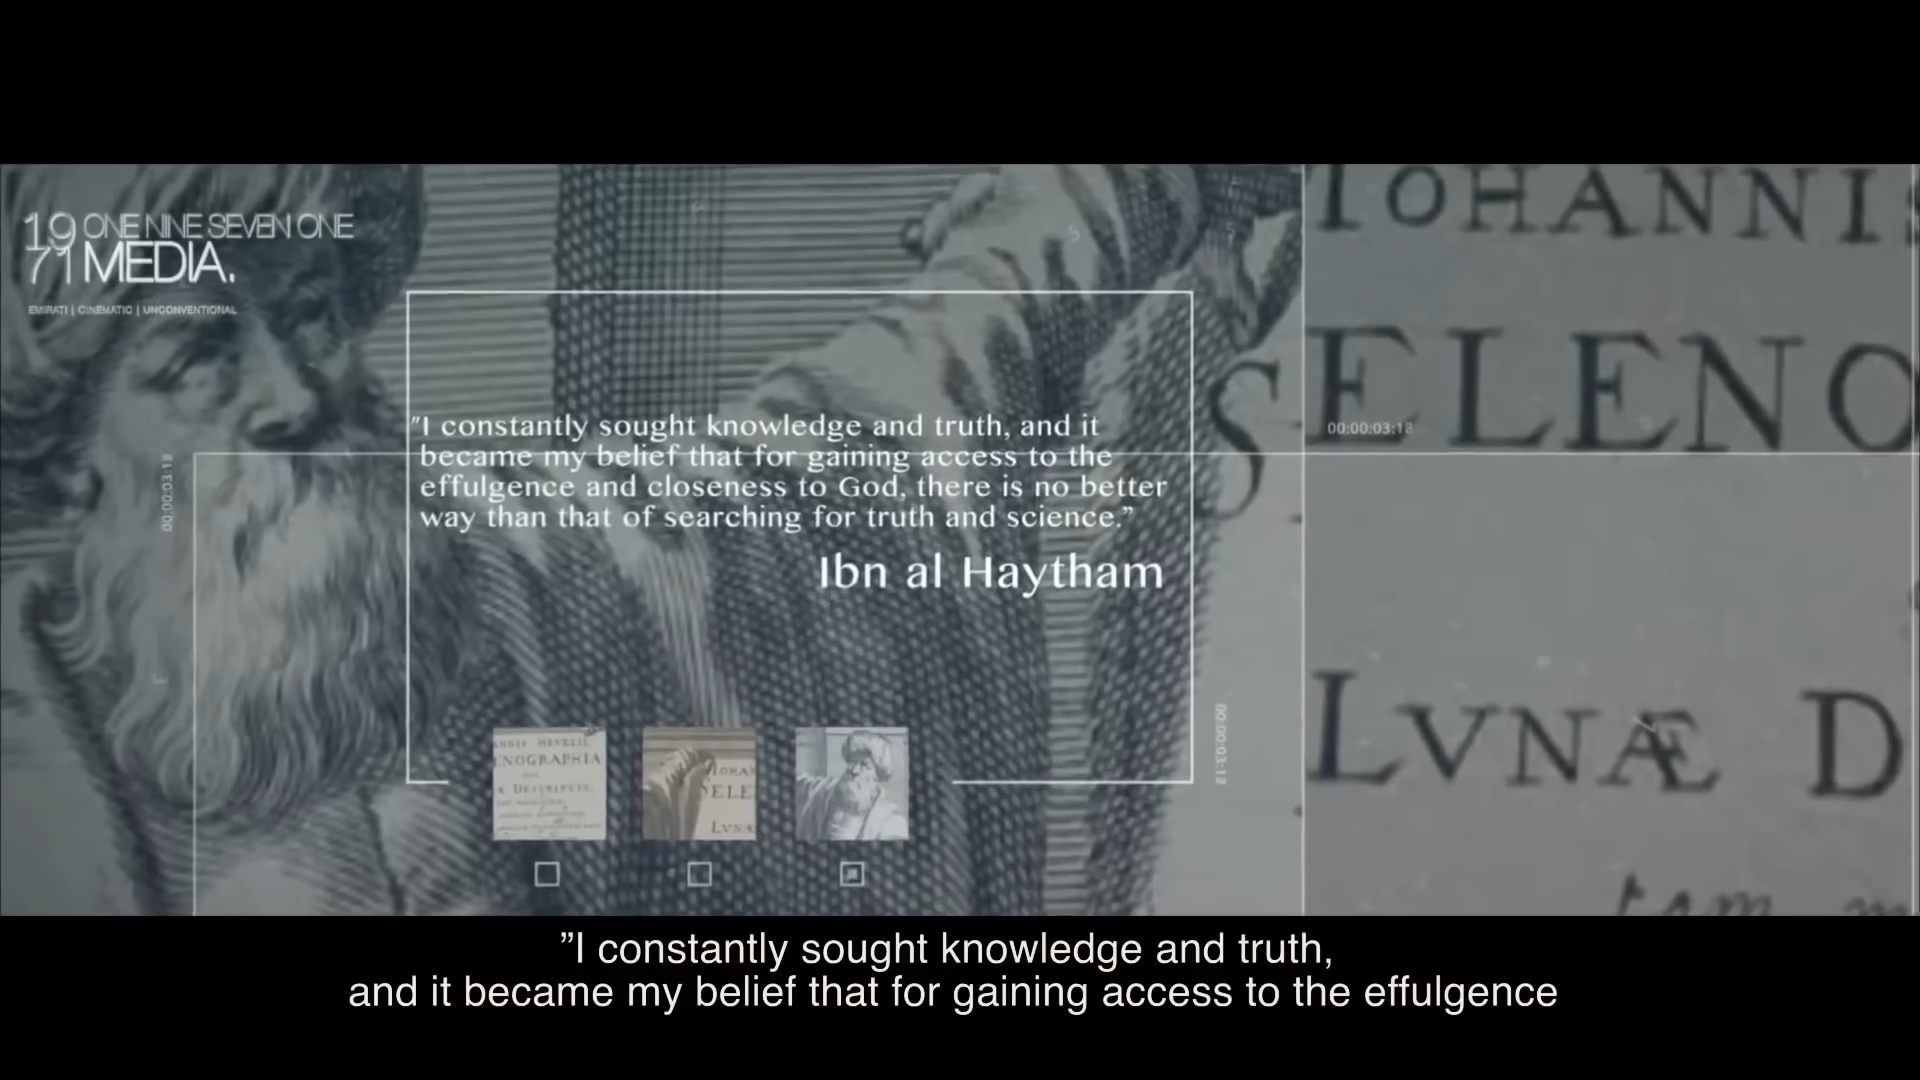 19 ONE NINE SEVEN ONE
71 MEDIA.
EMIRATI | CINEMATIC | UNCONVENTIONAL
"I constantly sought knowledge and truth, and it
became my belief that for gaining access to the
effulgence and closeness to God, there is no better
way than that of searching for truth and science.”
Ibn al Haytham
IOHANNIS
SELENO
LVNÆ D
00:00:03:18
00:00:03:18
00:00:03:18
ENOGRAPHIA
IOHAN
SELE
LVNA
”I constantly sought knowledge and truth,
and it became my belief that for gaining access to the effulgence